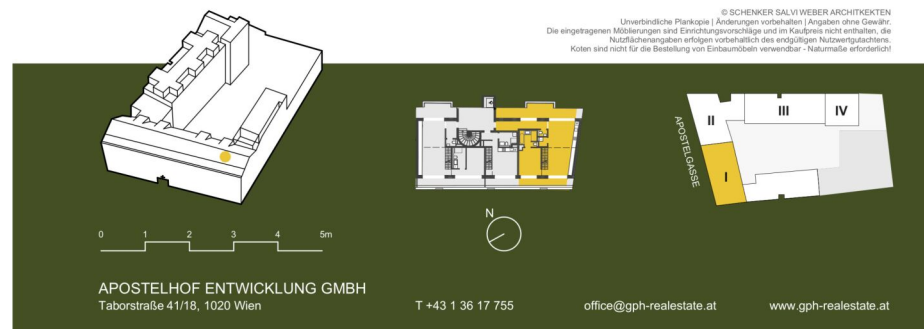 © SCHENKER SALVI WEBER ARCHITKEKTEN
Unverbindliche Plankopie | Änderungen vorbehalten | Angaben ohne Gewähr.
Die eingetragenen Möblierungen sind Einrichtungsvorschläge und im Kaufpreis nicht enthalten, die
Nutzflächenangaben erfolgen vorbehaltlich des endgültigen Nutzwertgutachtens.
Koten sind nicht für die Bestellung von Einbaumöbeln verwendbar - Naturmaße erforderlich!
II
III
IV
APOSTELGASSE
I
N
0 1 2 3 4 5m
APOSTELHOF ENTWICKLUNG GMBH
Taborstraße 41/18, 1020 Wien
T +43 1 36 17 755
office@gph-realestate.at
www.gph-realestate.at